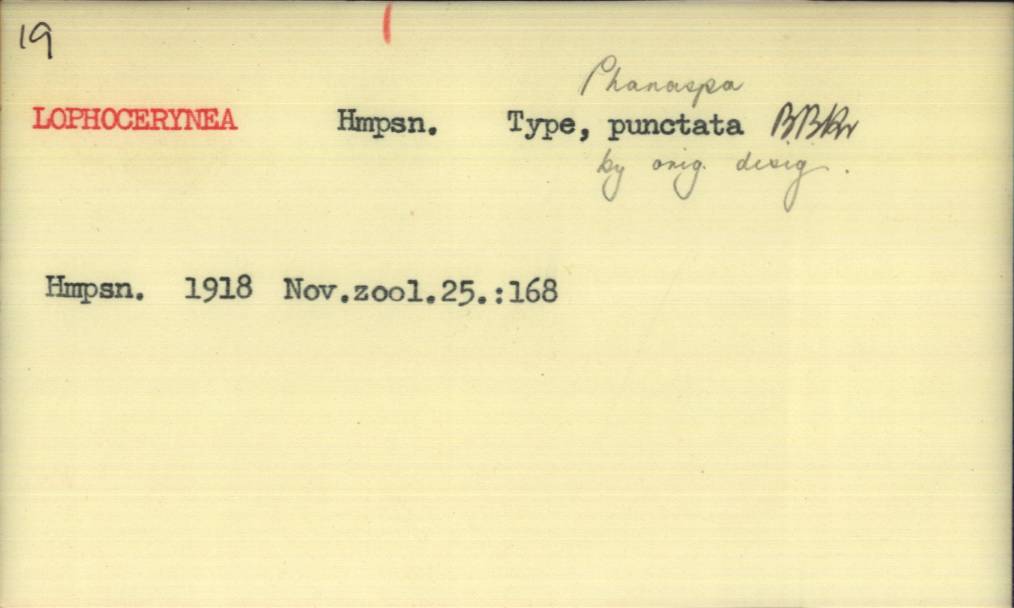 19
Phanaspa
LOPHOCERYNEA Hmpsn. Type, punctata
by orig. desig.
Hmpsn. 1918 Nov.zool.25.:168